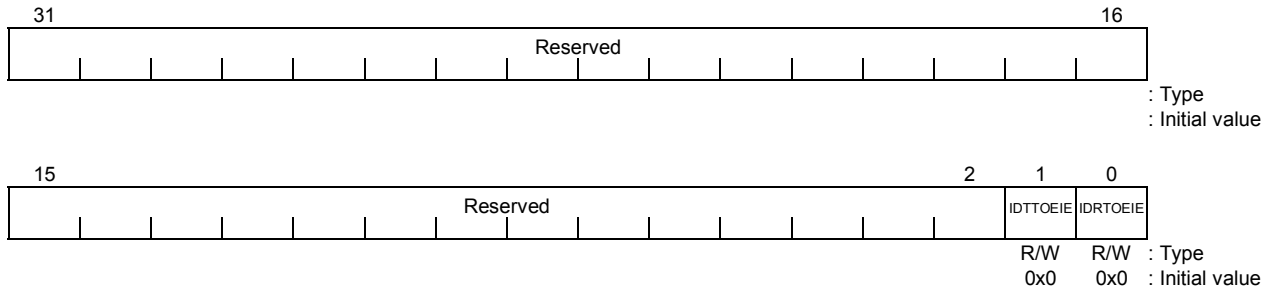 31 16
Reserved
: Type
: Initial value
15 2 1 0
Reserved IDTTOEIE IDRTOEIE
R/W R/W : Type
0x0 0x0 : Initial value